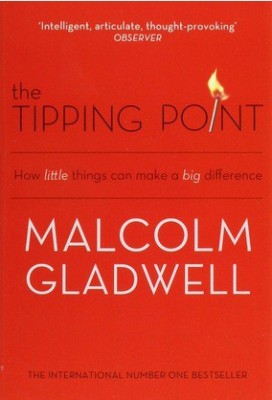 'Intelligent, articulate, thought-provoking'
OBSERVER
the
TIPPING POINT
How little things can make a big difference
MALCOLM
GLADWELL
THE INTERNATIONAL NUMBER ONE BESTSELLER